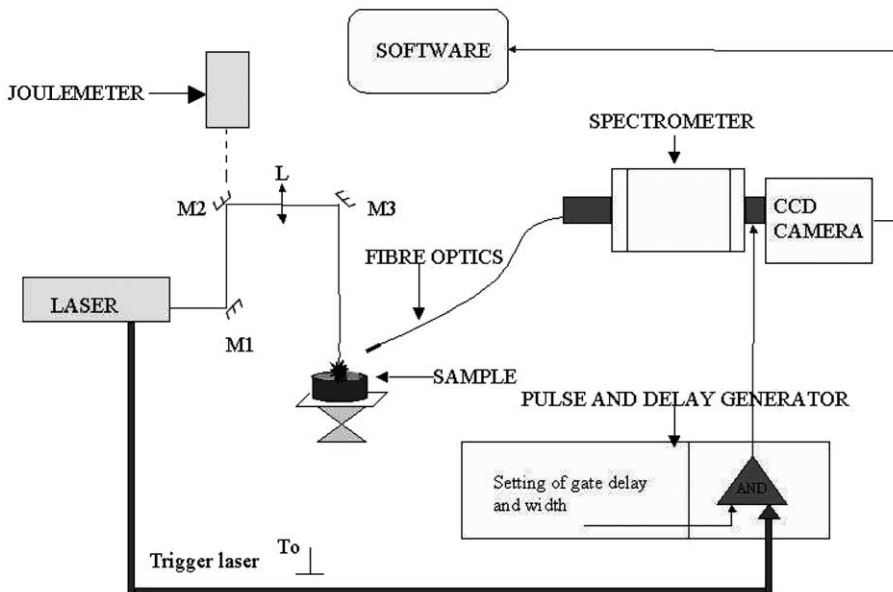 SOFTWARE
JOULEMETER
SPECTROMETER
L
M2
M3
CCD
CAMERA
FIBRE OPTICS
LASER
M1
SAMPLE
PULSE AND DELAY GENERATOR
Setting of gate delay
and width
AND
To
Trigger laser